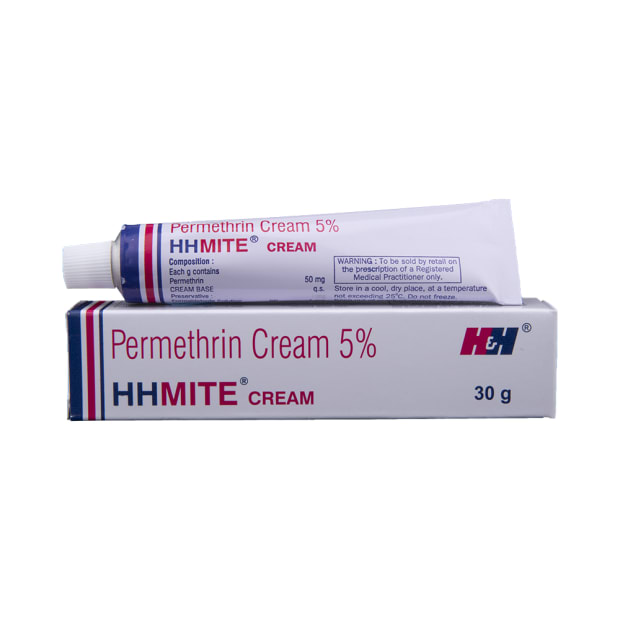 Permethrin Cream 5%
HHMITE® CREAM
Composition :
Each g contains
Permethrin 50 mg
CREAM BASE q.s.
Preservative :
WARNING : To be sold by retail on
the prescription of a Registered
Medical Practitioner only.
Store in a cool, dry place, at a temperature
not exceeding 25°C. Do not freeze.
Permethrin Cream 5%
H&H®
HHMITE® CREAM
30 g